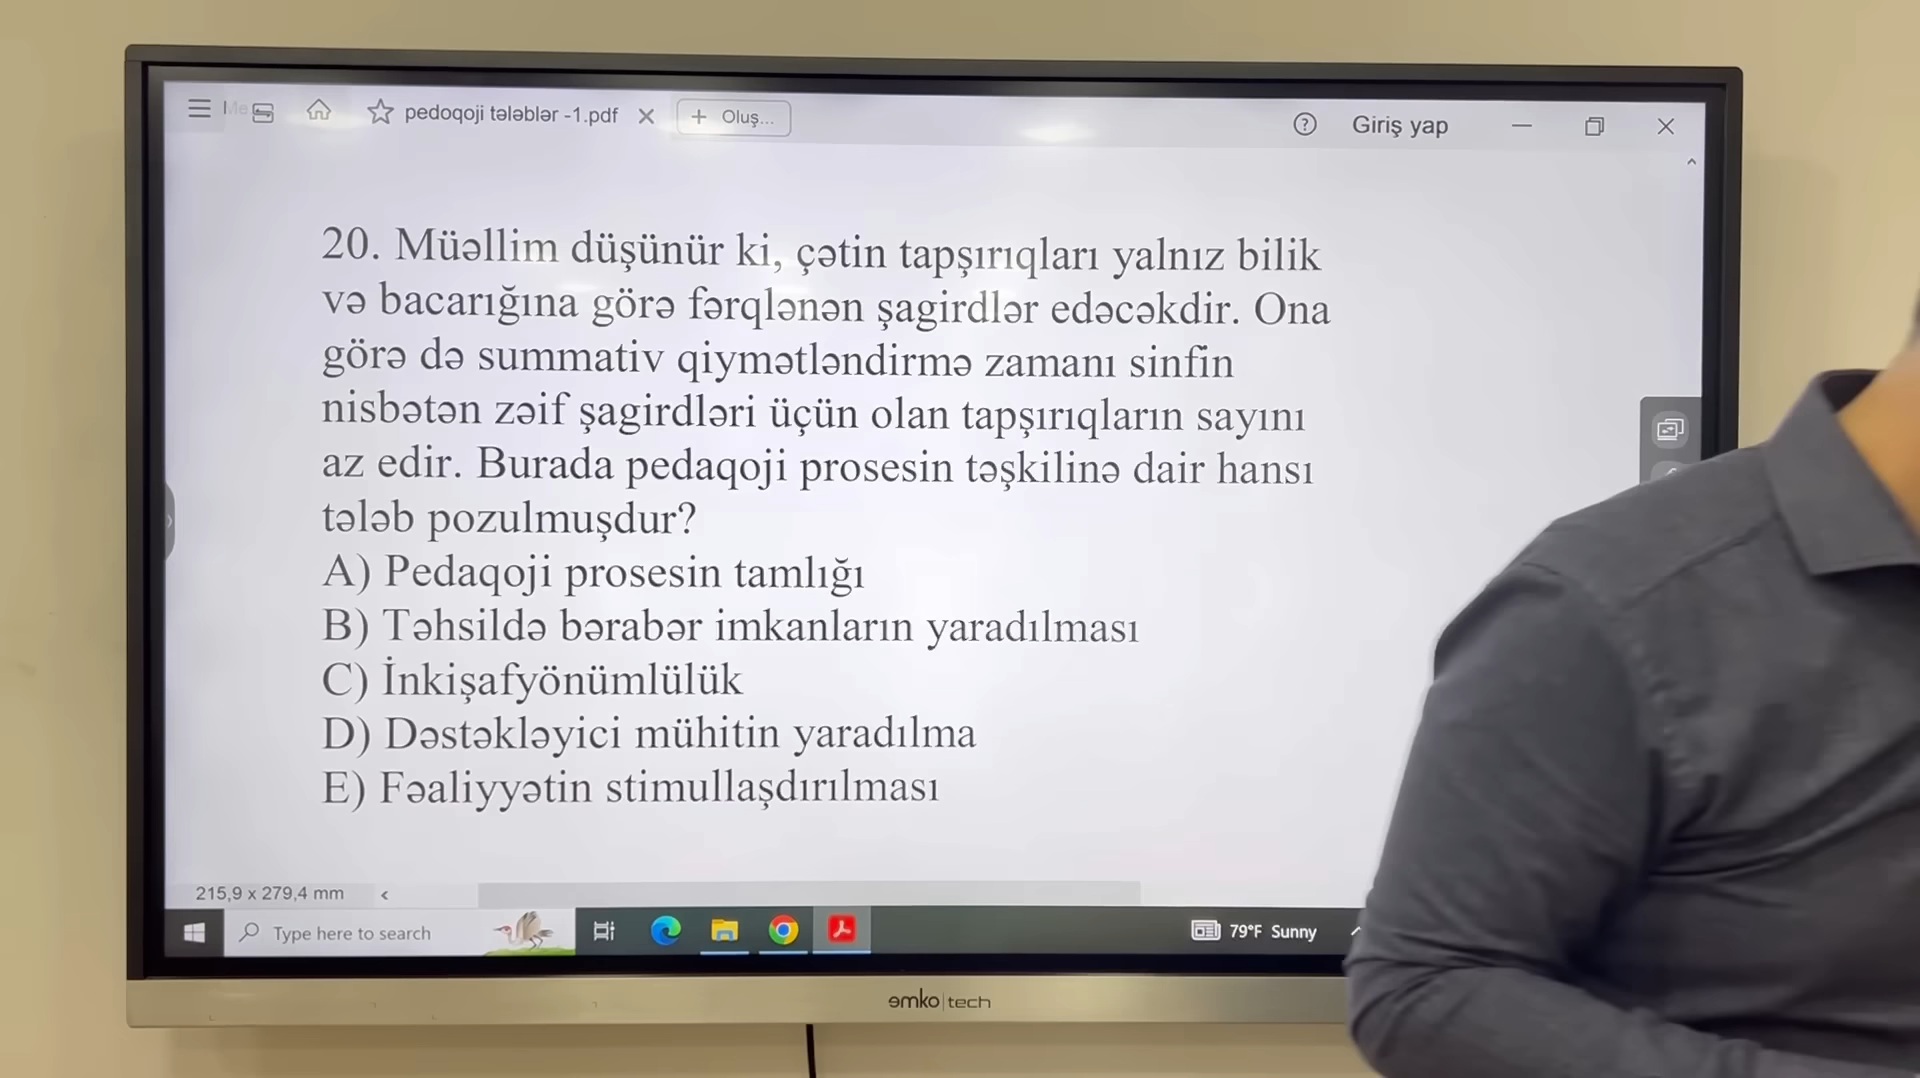 Me
pedoqoji tələblər -1.pdf
+ Oluş...
Giriş yap
20. Müəllim düşünür ki, çətin tapşırıqları yalnız bilik
və bacarığına görə fərqlənən şagirdlər edəcəkdir. Ona
görə də summativ qiymətləndirmə zamanı sinfin
nisbətən zəif şagirdləri üçün olan tapşırıqların sayını
az edir. Burada pedaqoji prosesin təşkilinə dair hansı
tələb pozulmuşdur?
A) Pedaqoji prosesin tamlığı
B) Təhsildə bərabər imkanların yaradılması
C) İnkişafyönümlülük
D) Dəstəkləyici mühitin yaradılma
E) Fəaliyyətin stimullaşdırılması
215,9 x 279,4 mm
Type here to search
79°F Sunny
əmko tech